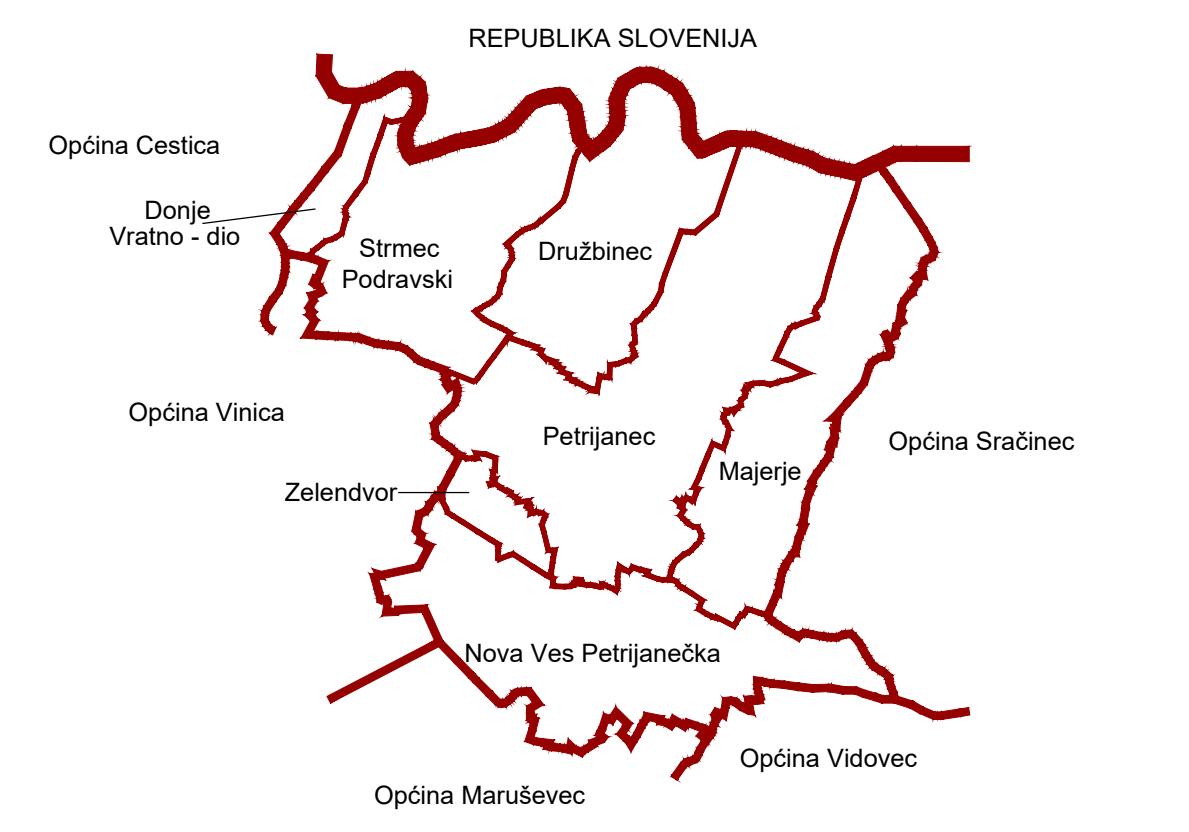 REPUBLIKA SLOVENIJA
Općina Cestica
Donje
Vratno - dio
Strmec
Podravski
Družbinec
Općina Vinica
Petrijanec
Općina Sračinec
Majerje
Zelendvor
Nova Ves Petrijanečka
Općina Vidovec
Općina Maruševec